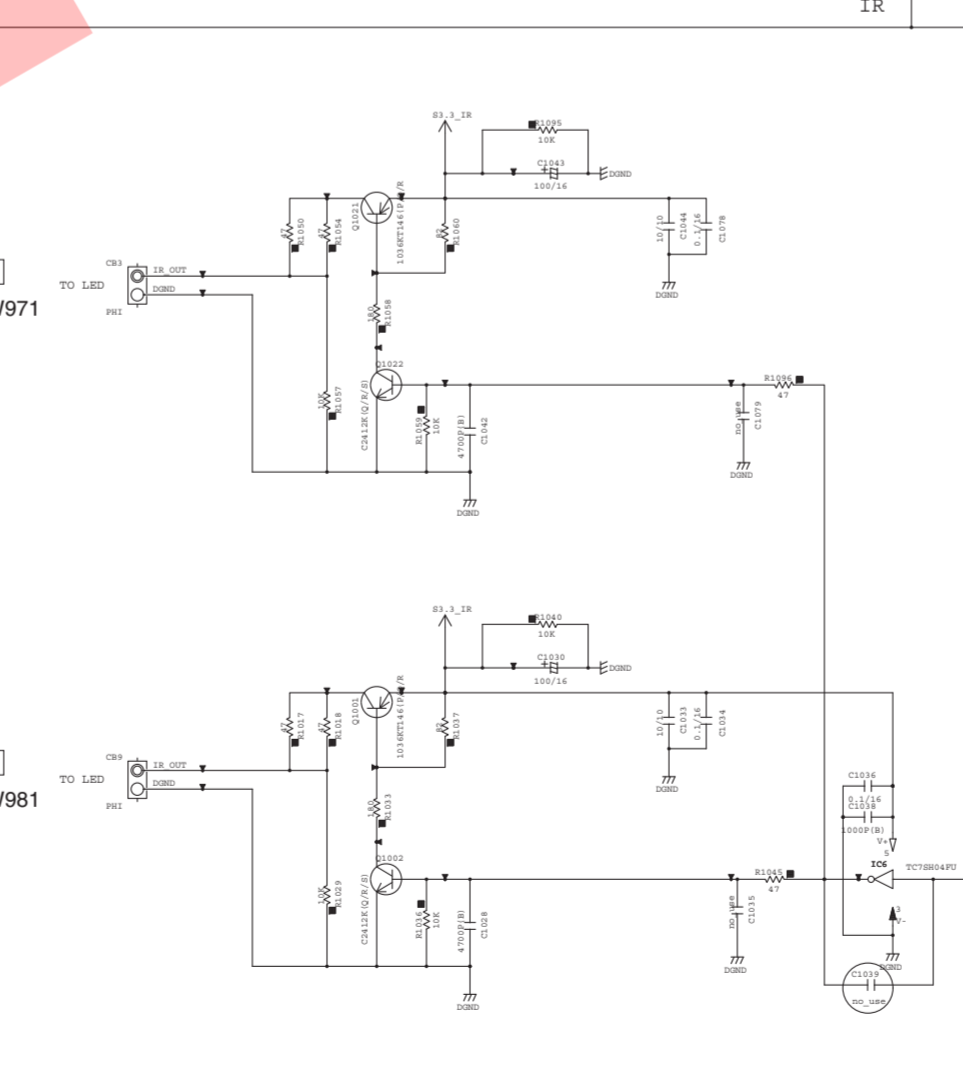 IR
S3.3_IR
R1095
10K
C1043
100/16
DGND
Q1021
1036KT146(P/Q/R
47
R1050
47
R1054
82
R1060
10/10
C1044
0.1/16
C1078
DGND
CB3
IR_OUT
DGND
TO LED
PHI
/971
180
R1058
Q1022
C2412K(Q/R/S)
10K
R1057
R1059
10K
4700P(B)
C1042
DGND
R1096
47
no_use
C1079
DGND
S3.3_IR
R1040
10K
C1030
100/16
DGND
Q1001
1036KT146(P/Q/R
47
R1017
47
R1018
82
R1037
10/10
C1033
0.1/16
C1034
DGND
CB9
IR_OUT
DGND
TO LED
PHI
/981
180
R1033
Q1002
C2412K(Q/R/S)
10K
R1029
R1036
10K
4700P(B)
C1028
DGND
R1045
47
no_use
C1035
DGND
C1036
0.1/16
C1038
1000P(B)
V+
5
IC6
TC7SH04FU
3
V-
DGND
C1039
no_use